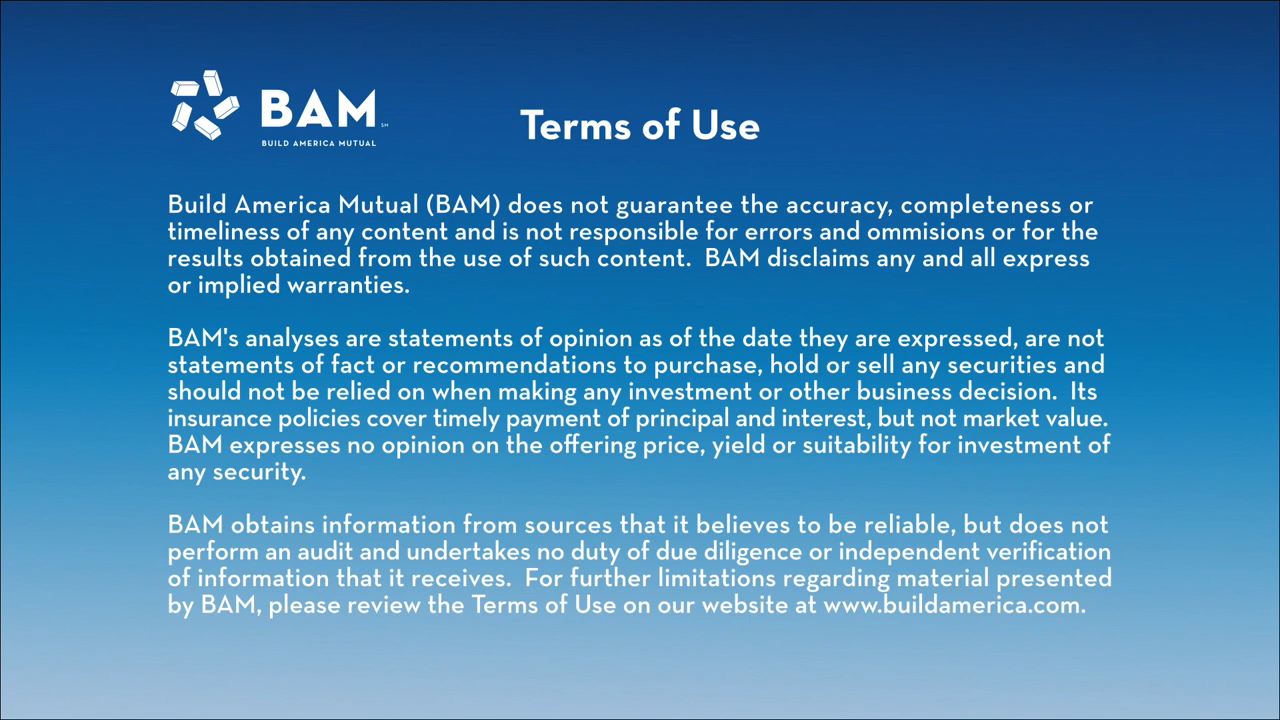 BAM SM
BUILD AMERICA MUTUAL
Terms of Use
Build America Mutual (BAM) does not guarantee the accuracy, completeness or
timeliness of any content and is not responsible for errors and ommisions or for the
results obtained from the use of such content.  BAM disclaims any and all express
or implied warranties.
BAM's analyses are statements of opinion as of the date they are expressed, are not
statements of fact or recommendations to purchase, hold or sell any securities and
should not be relied on when making any investment or other business decision.  Its
insurance policies cover timely payment of principal and interest, but not market value.
BAM expresses no opinion on the offering price, yield or suitability for investment of
any security.
BAM obtains information from sources that it believes to be reliable, but does not
perform an audit and undertakes no duty of due diligence or independent verification
of information that it receives.  For further limitations regarding material presented
by BAM, please review the Terms of Use on our website at www.buildamerica.com.